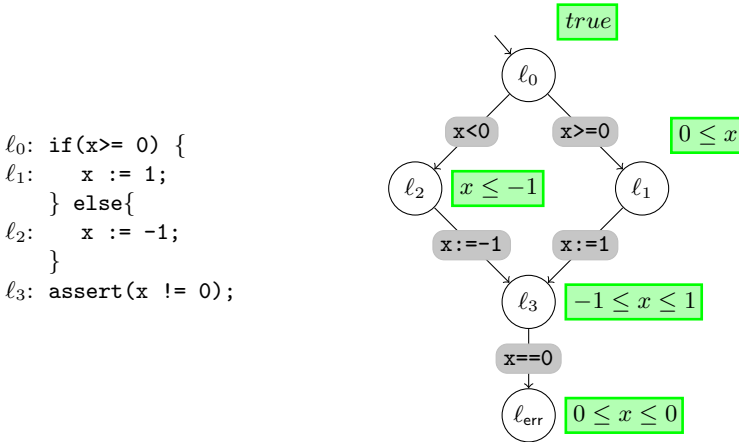 ℓ0: if(x>= 0) {
ℓ1: x := 1;
} else{
ℓ2: x := -1;
}
ℓ3: assert(x != 0);
true
ℓ0
x<0
x>=0
0 ≤ x
ℓ2
x ≤ −1
ℓ1
x:=-1
x:=1
ℓ3
−1 ≤ x ≤ 1
x==0
ℓerr
0 ≤ x ≤ 0